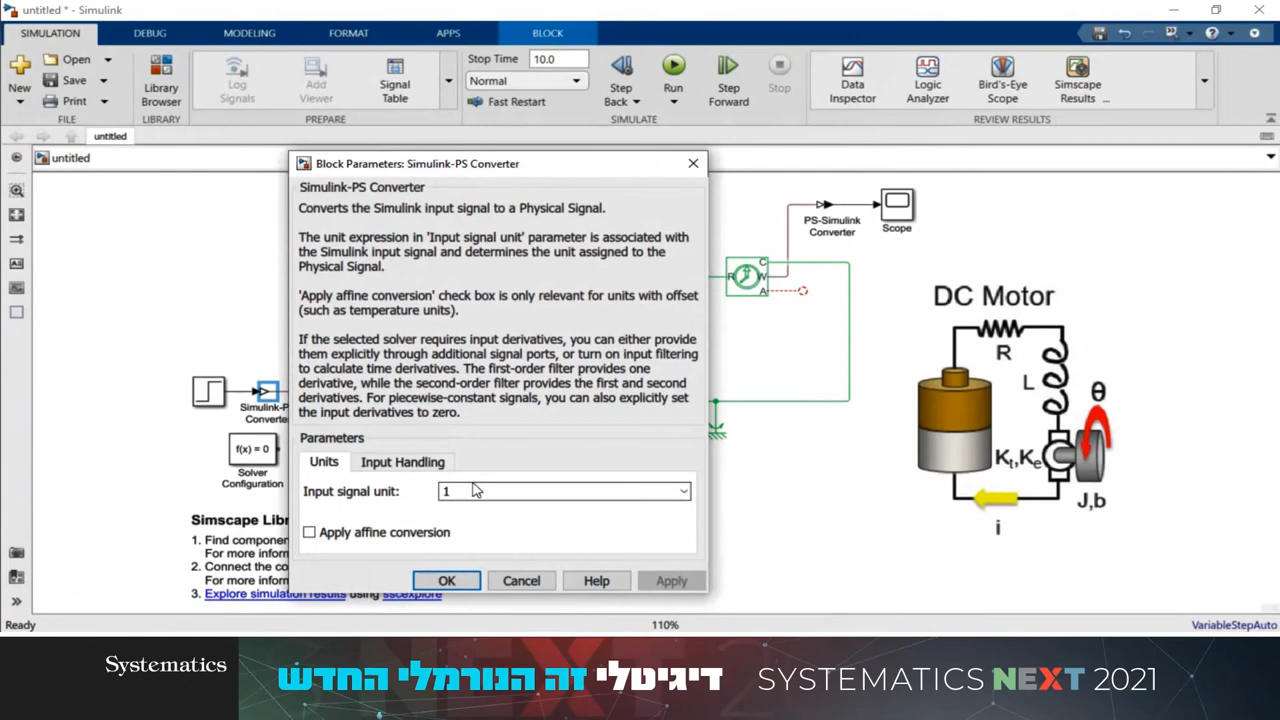 untitled * - Simulink
SIMULATION
DEBUG
MODELING
FORMAT
APPS
BLOCK
New
Open
Save
Print
FILE
Library
Browser
LIBRARY
Log
Signals
Add
Viewer
Signal
Table
PREPARE
Stop Time
10.0
Normal
Fast Restart
Step
Back
Run
Step
Forward
Stop
SIMULATE
Data
Inspector
Logic
Analyzer
Bird's-Eye
Scope
Simscape
Results ...
REVIEW RESULTS
untitled
untitled
Block Parameters: Simulink-PS Converter
Simulink-PS Converter
Converts the Simulink input signal to a Physical Signal.
The unit expression in 'Input signal unit' parameter is associated with
the Simulink input signal and determines the unit assigned to the
Physical Signal.
'Apply affine conversion' check box is only relevant for units with offset
(such as temperature units).
If the selected solver requires input derivatives, you can either provide
them explicitly through additional signal ports, or turn on input filtering
to calculate time derivatives. The first-order filter provides one
derivative, while the second-order filter provides the first and second
derivatives. For piecewise-constant signals, you can also explicitly set
the input derivatives to zero.
Parameters
Units
Input Handling
Input signal unit:
1
Apply affine conversion
OK
Cancel
Help
Apply
Simulink-P
Converte
f(x) = 0
Solver
Configuration
Simscape Lib
1. Find compone
For more inforn
2. Connect the co
For more inforn
3. Explore simulation results using sscexplore
R
C
W
A
PS-Simulink
Converter
Scope
DC Motor
R
L
θ
Kt,Ke
J,b
i
Ready
110%
VariableStepAuto
Systematics
דיגיטלי זה הנורמלי החדש
SYSTEMATICS NEXT 2021